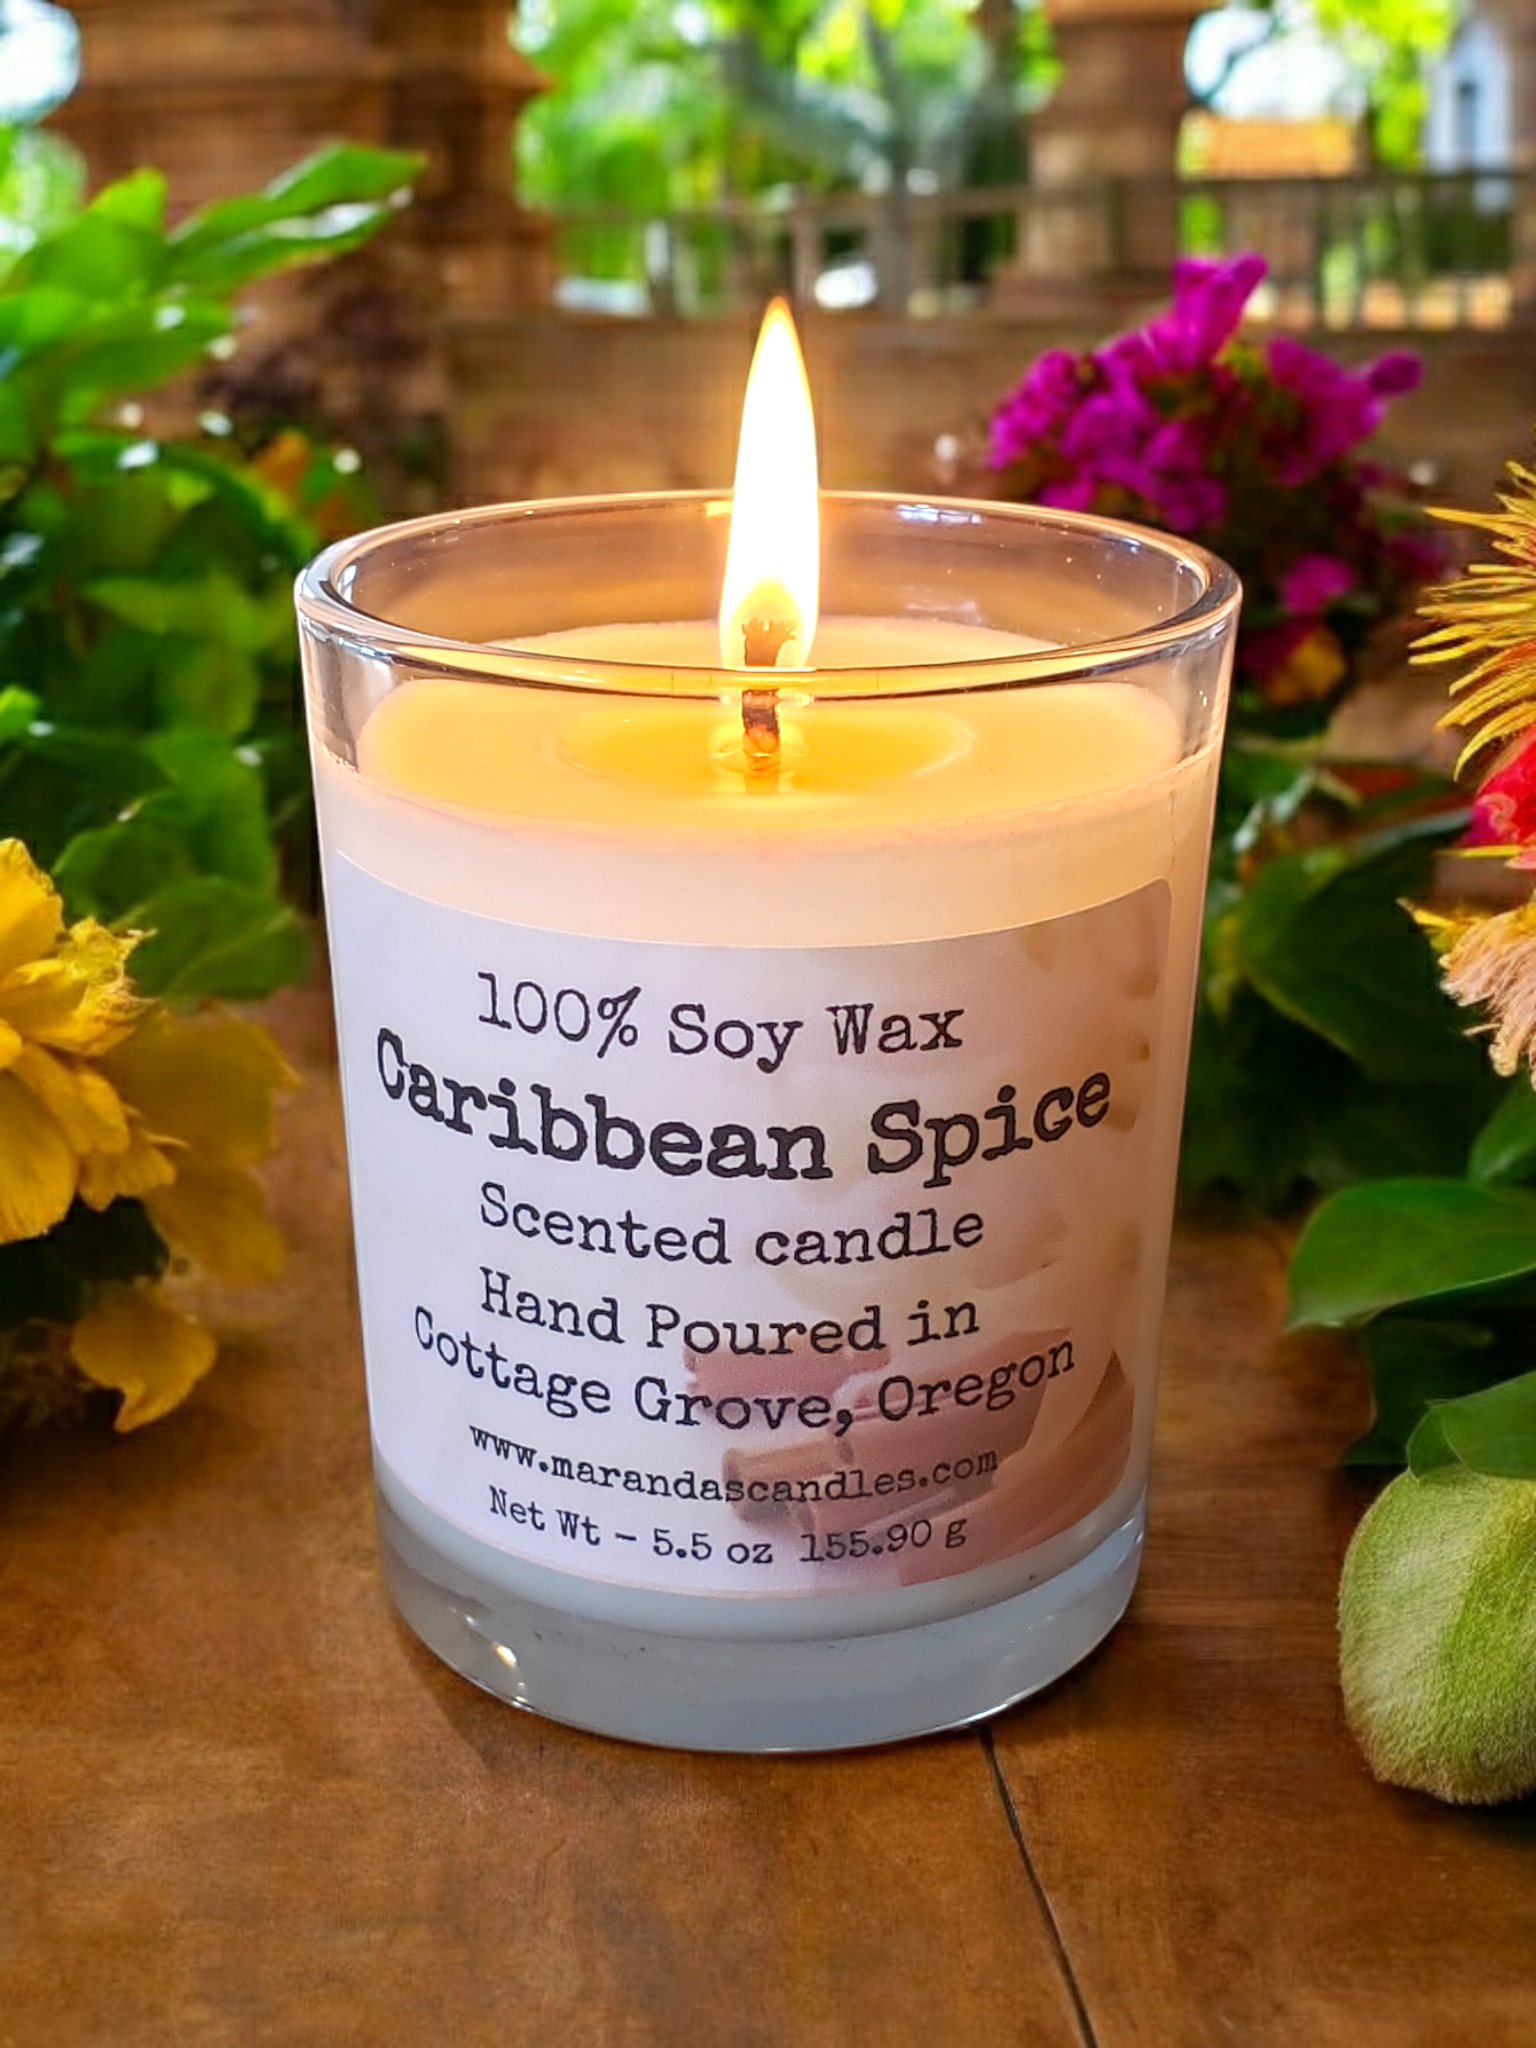 100% Soy Wax
Caribbean Spice
Scented candle
Hand Poured in
Cottage Grove, Oregon
www.marandascandles.com
Net Wt - 5.5 oz 155.90 g